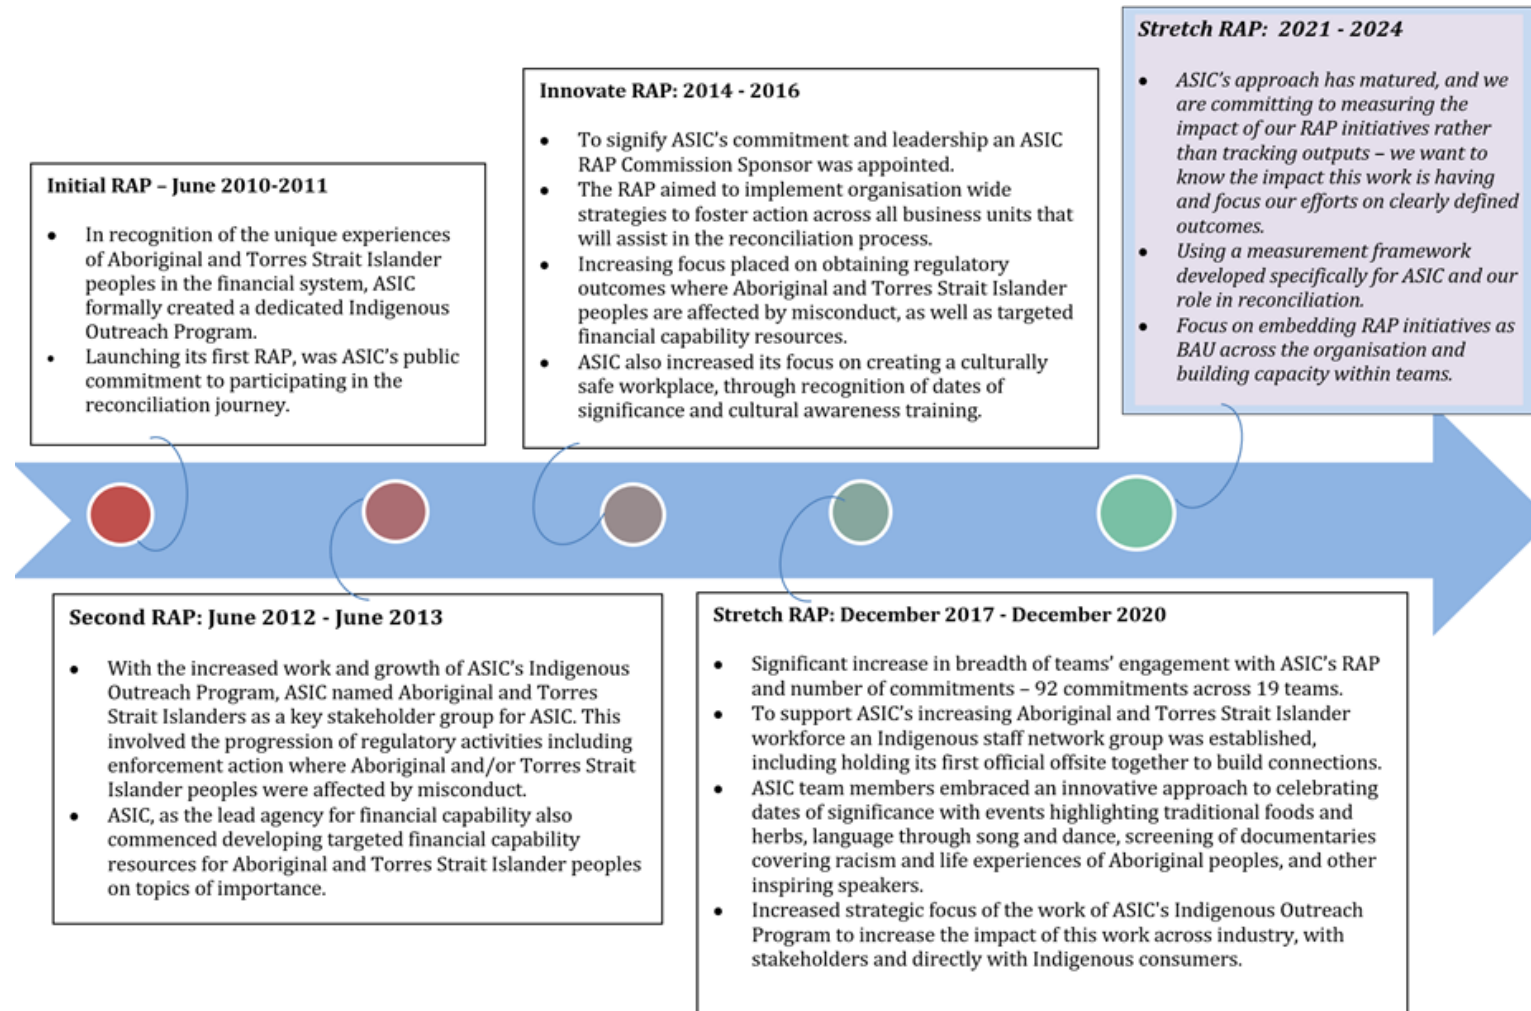 Initial RAP – June 2010-2011
• In recognition of the unique experiences
of Aboriginal and Torres Strait Islander
peoples in the financial system, ASIC
formally created a dedicated Indigenous
Outreach Program.
• Launching its first RAP, was ASIC’s public
commitment to participating in the
reconciliation journey.
Second RAP: June 2012 - June 2013
• With the increased work and growth of ASIC’s Indigenous
Outreach Program, ASIC named Aboriginal and Torres
Strait Islanders as a key stakeholder group for ASIC. This
involved the progression of regulatory activities including
enforcement action where Aboriginal and/or Torres Strait
Islander peoples were affected by misconduct.
• ASIC, as the lead agency for financial capability also
commenced developing targeted financial capability
resources for Aboriginal and Torres Strait Islander peoples
on topics of importance.
Innovate RAP: 2014 - 2016
• To signify ASIC’s commitment and leadership an ASIC
RAP Commission Sponsor was appointed.
• The RAP aimed to implement organisation wide
strategies to foster action across all business units that
will assist in the reconciliation process.
• Increasing focus placed on obtaining regulatory
outcomes where Aboriginal and Torres Strait Islander
peoples are affected by misconduct, as well as targeted
financial capability resources.
• ASIC also increased its focus on creating a culturally
safe workplace, through recognition of dates of
significance and cultural awareness training.
Stretch RAP: December 2017 - December 2020
• Significant increase in breadth of teams’ engagement with ASIC’s RAP
and number of commitments – 92 commitments across 19 teams.
• To support ASIC’s increasing Aboriginal and Torres Strait Islander
workforce an Indigenous staff network group was established,
including holding its first official offsite together to build connections.
• ASIC team members embraced an innovative approach to celebrating
dates of significance with events highlighting traditional foods and
herbs, language through song and dance, screening of documentaries
covering racism and life experiences of Aboriginal peoples, and other
inspiring speakers.
• Increased strategic focus of the work of ASIC's Indigenous Outreach
Program to increase the impact of this work across industry, with
stakeholders and directly with Indigenous consumers.
Stretch RAP: 2021 - 2024
• ASIC’s approach has matured, and we
are committing to measuring the
impact of our RAP initiatives rather
than tracking outputs – we want to
know the impact this work is having
and focus our efforts on clearly defined
outcomes.
• Using a measurement framework
developed specifically for ASIC and our
role in reconciliation.
• Focus on embedding RAP initiatives as
BAU across the organisation and
building capacity within teams.